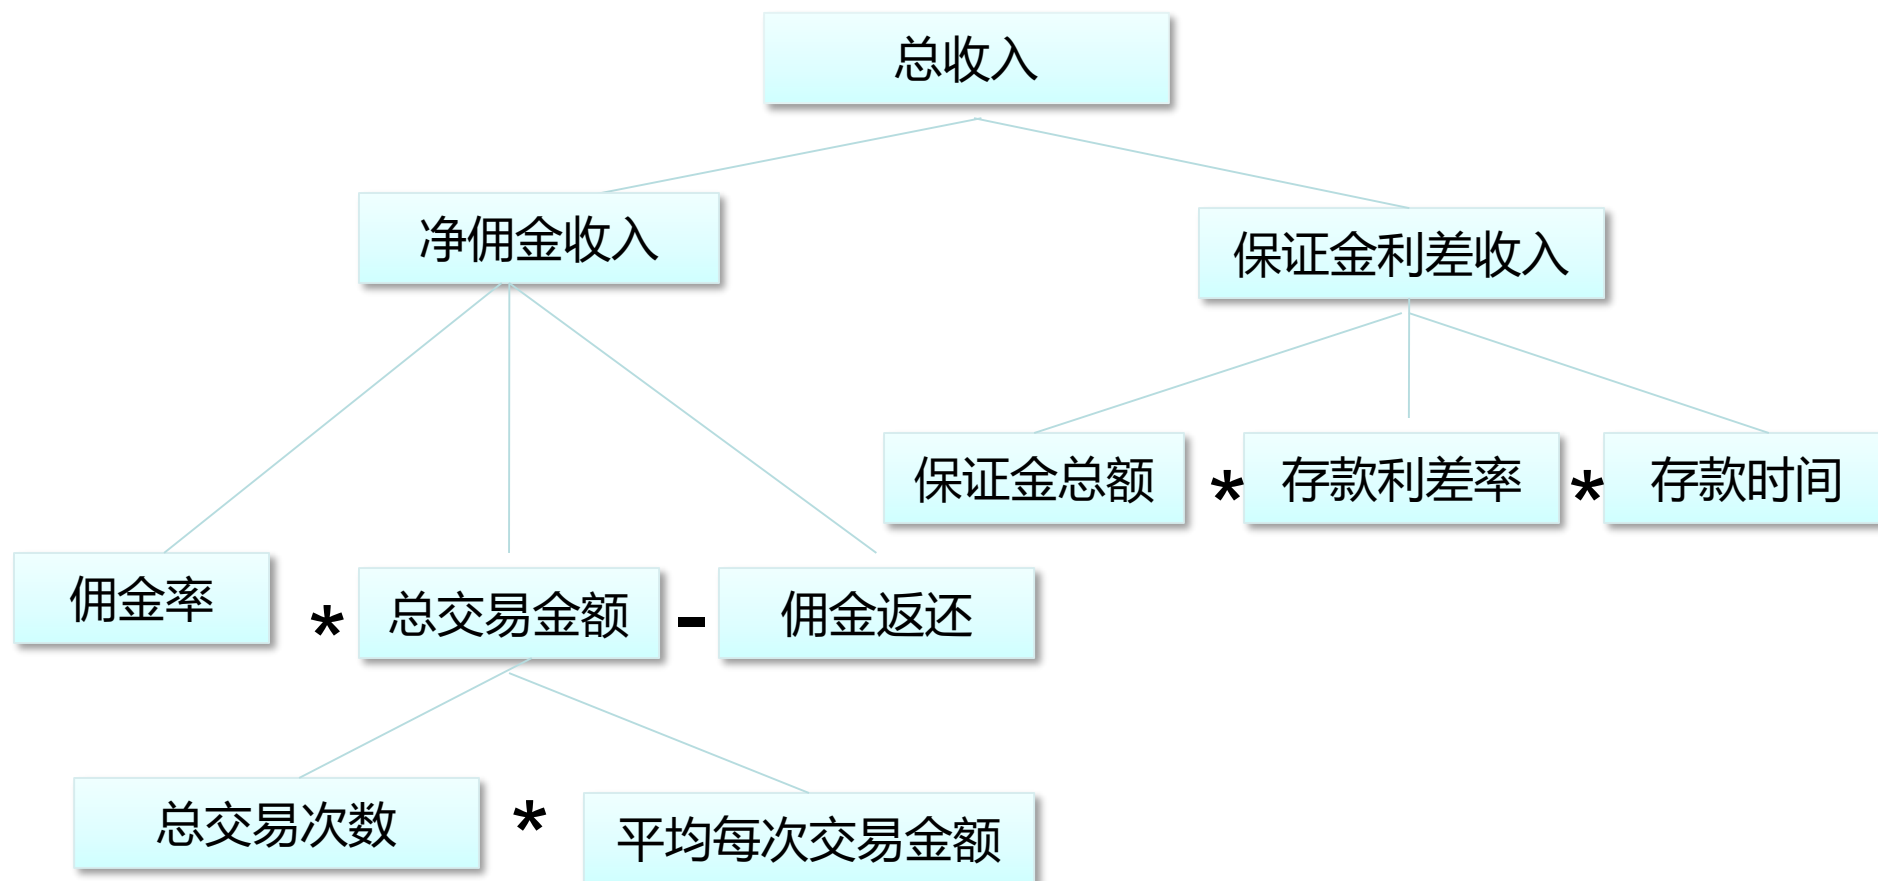 总收入
净佣金收入
保证金利差收入
保证金总额 * 存款利差率 * 存款时间
佣金率 * 总交易金额 - 佣金返还
总交易次数 * 平均每次交易金额